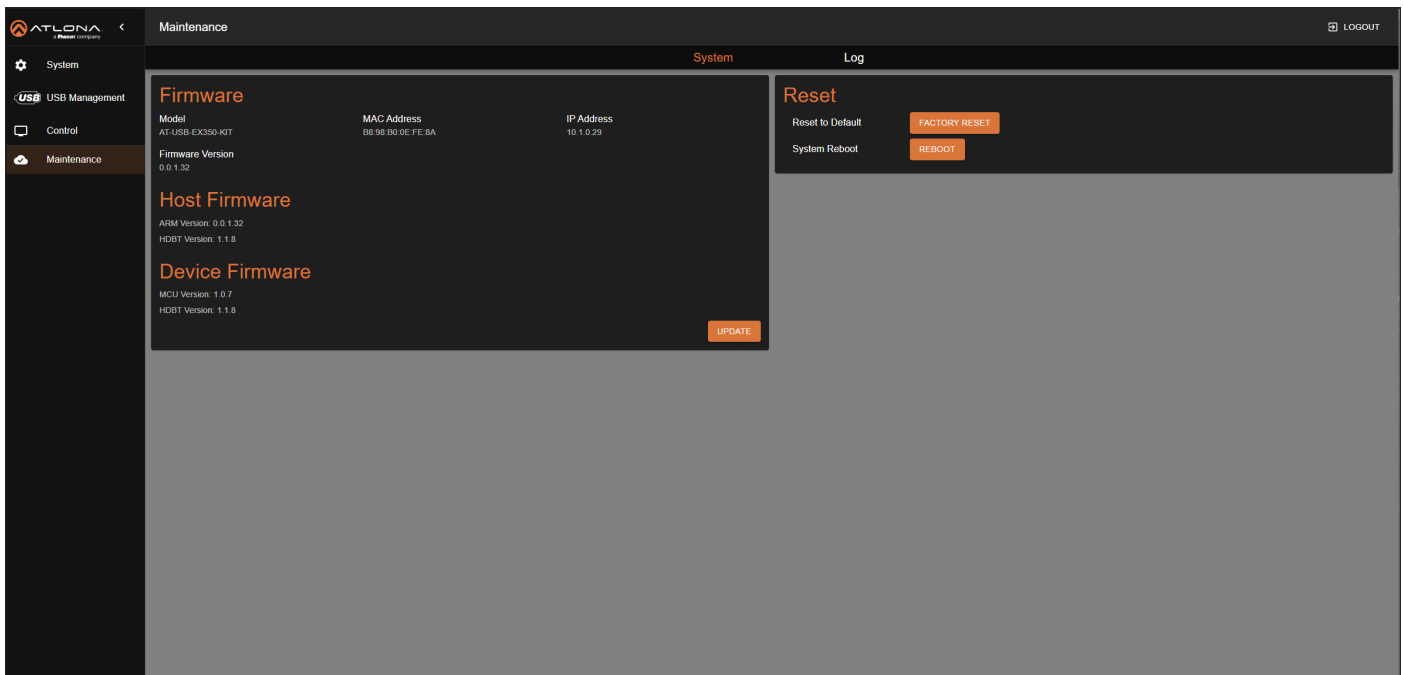 ATLONA
a Panduit company
Maintenance
LOGOUT
System
USB Management
Control
Maintenance
System
Log
Firmware
Model
AT-USB-EX350-KIT
MAC Address
B8:98:B0:0E:FE:8A
IP Address
10.1.0.29
Firmware Version
0.0.1.32
Host Firmware
ARM Version: 0.0.1.32
HDBT Version: 1.1.8
Device Firmware
MCU Version: 1.0.7
HDBT Version: 1.1.8
UPDATE
Reset
Reset to Default
FACTORY RESET
System Reboot
REBOOT